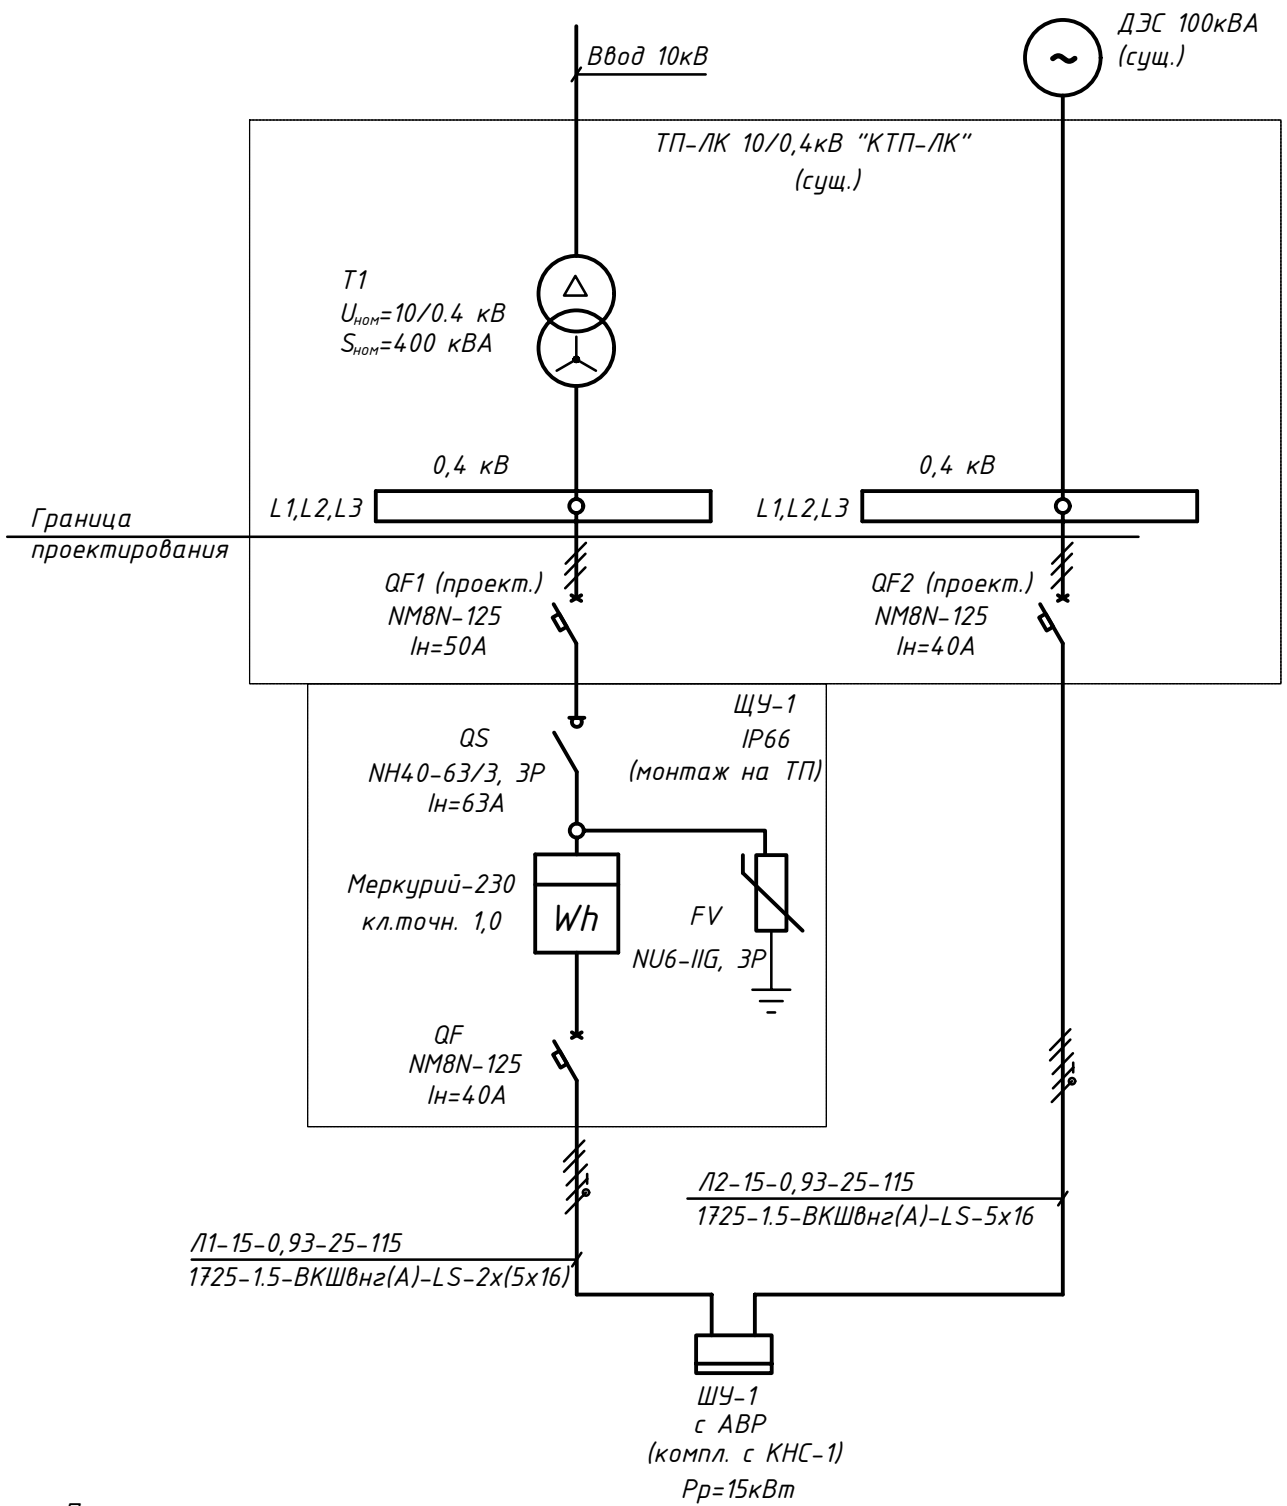 Ввод 10кВ
ДЭС 100кВА
(сущ.)
ТП-ЛК 10/0,4кВ "КТП-ЛК"
(сущ.)
Т1
Uном=10/0.4 кВ
Sном=400 кВА
0,4 кВ
L1,L2,L3
0,4 кВ
L1,L2,L3
Граница
проектирования
QF1 (проект.)
NM8N-125
Iн=50А
QF2 (проект.)
NM8N-125
Iн=40А
ЩУ-1
IP66
(монтаж на ТП)
QS
NH40-63/3, 3P
Iн=63А
Меркурий-230
кл.точн. 1,0
Wh
FV
NU6-IIG, 3P
QF
NM8N-125
Iн=40А
Л2-15-0,93-25-115
1725-1.5-ВКШвнг(А)-LS-5х16
Л1-15-0,93-25-115
1725-1.5-ВКШвнг(А)-LS-2х(5х16)
ШУ-1
с АВР
(компл. с КНС-1)
Рр=15кВт